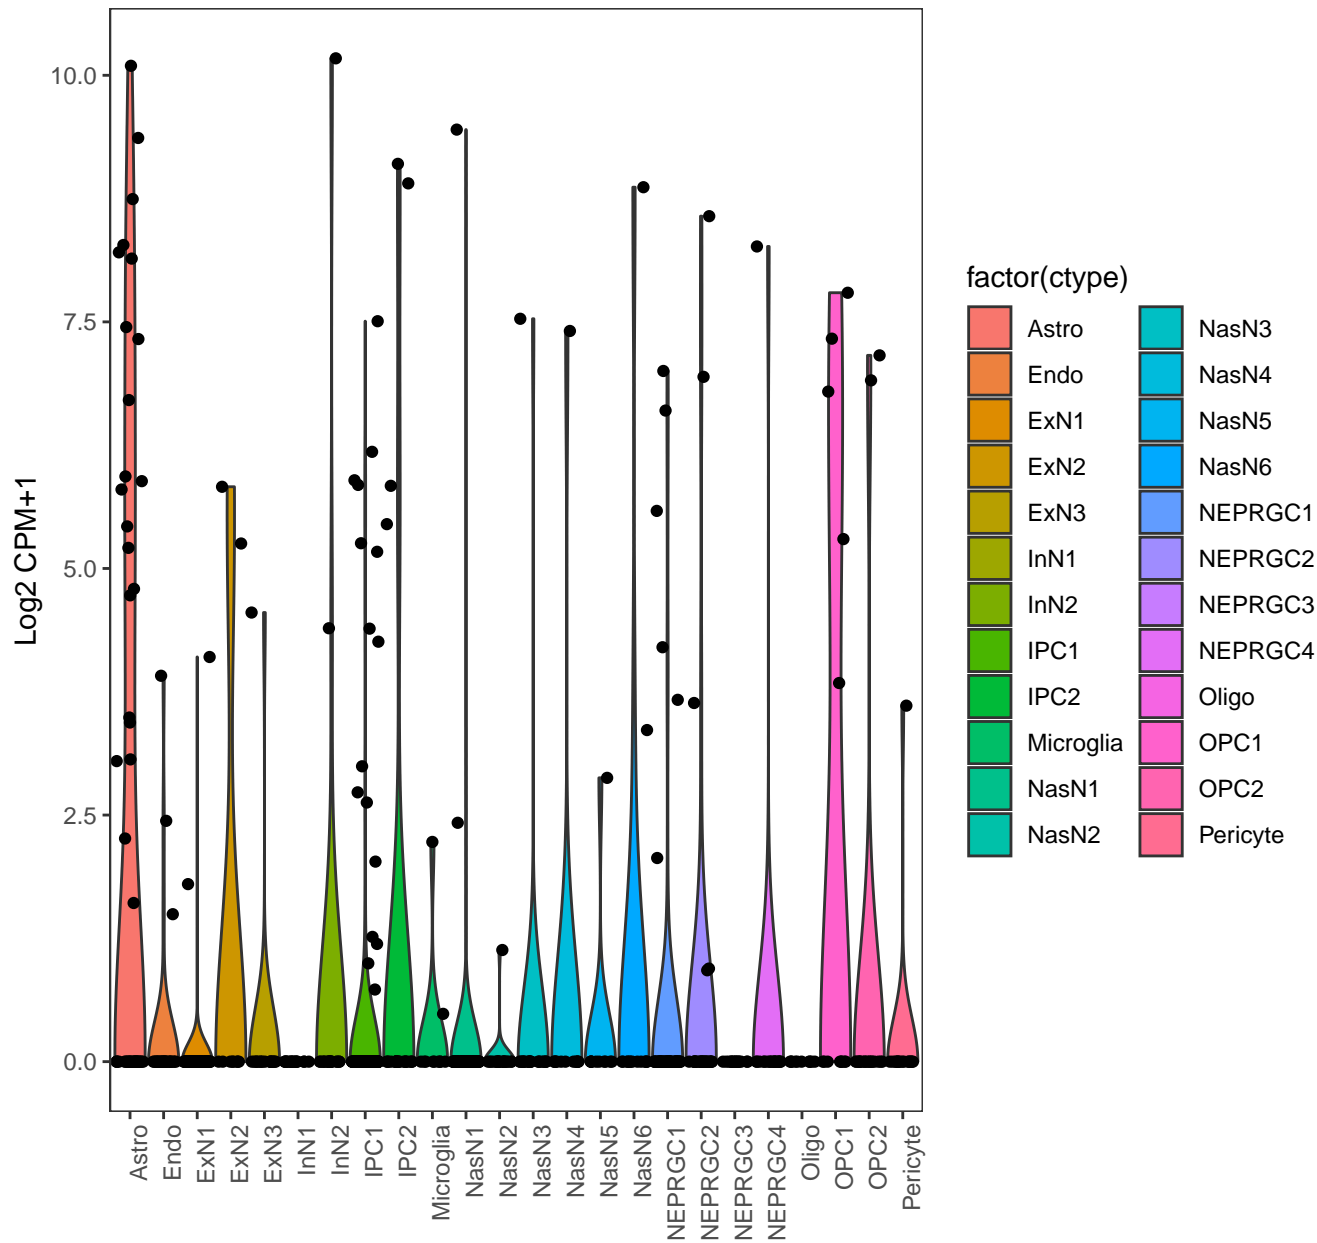 10.0
7.5
5.0
2.5
0.0
Log2 CPM+1
Astro
Endo
ExN1
ExN2
ExN3
InN1
InN2
IPC1
IPC2
Microglia
NasN1
NasN2
NasN3
NasN4
NasN5
NasN6
NEPRGC1
NEPRGC2
NEPRGC3
NEPRGC4
Oligo
OPC1
OPC2
Pericyte
factor(ctype)
Astro
Endo
ExN1
ExN2
ExN3
InN1
InN2
IPC1
IPC2
Microglia
NasN1
NasN2
NasN3
NasN4
NasN5
NasN6
NEPRGC1
NEPRGC2
NEPRGC3
NEPRGC4
Oligo
OPC1
OPC2
Pericyte